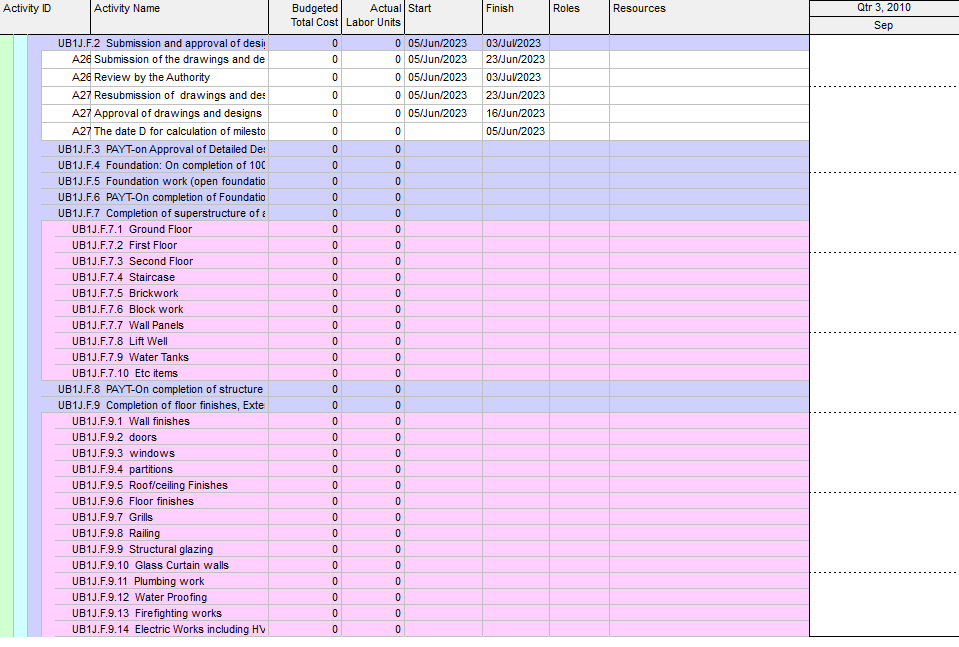 Activity ID Activity Name Budgeted Total Cost Actual Labor Units Start Finish Roles Resources Qtr 3, 2010
Sep
UB1J.F.2 Submission and approval of desi 0 0 05/Jun/2023 03/Jul/2023
A26 Submission of the drawings and de 0 0 05/Jun/2023 23/Jun/2023
A26 Review by the Authority 0 0 05/Jun/2023 03/Jul/2023
A27 Resubmission of drawings and des 0 0 05/Jun/2023 23/Jun/2023
A27 Approval of drawings and designs 0 0 05/Jun/2023 16/Jun/2023
A27 The date D for calculation of milesto 0 0 05/Jun/2023
UB1J.F.3 PAYT-on Approval of Detailed De 0 0
UB1J.F.4 Foundation: On completion of 100 0 0
UB1J.F.5 Foundation work (open foundatio 0 0
UB1J.F.6 PAYT-On completion of Foundatio 0 0
UB1J.F.7 Completion of superstructure of a 0 0
UB1J.F.7.1 Ground Floor 0 0
UB1J.F.7.2 First Floor 0 0
UB1J.F.7.3 Second Floor 0 0
UB1J.F.7.4 Staircase 0 0
UB1J.F.7.5 Brickwork 0 0
UB1J.F.7.6 Block work 0 0
UB1J.F.7.7 Wall Panels 0 0
UB1J.F.7.8 Lift Well 0 0
UB1J.F.7.9 Water Tanks 0 0
UB1J.F.7.10 Etc items 0 0
UB1J.F.8 PAYT-On completion of structure 0 0
UB1J.F.9 Completion of floor finishes, Exte 0 0
UB1J.F.9.1 Wall finishes 0 0
UB1J.F.9.2 doors 0 0
UB1J.F.9.3 windows 0 0
UB1J.F.9.4 partitions 0 0
UB1J.F.9.5 Roof/ceiling Finishes 0 0
UB1J.F.9.6 Floor finishes 0 0
UB1J.F.9.7 Grills 0 0
UB1J.F.9.8 Railing 0 0
UB1J.F.9.9 Structural glazing 0 0
UB1J.F.9.10 Glass Curtain walls 0 0
UB1J.F.9.11 Plumbing work 0 0
UB1J.F.9.12 Water Proofing 0 0
UB1J.F.9.13 Firefighting works 0 0
UB1J.F.9.14 Electric Works including HV 0 0